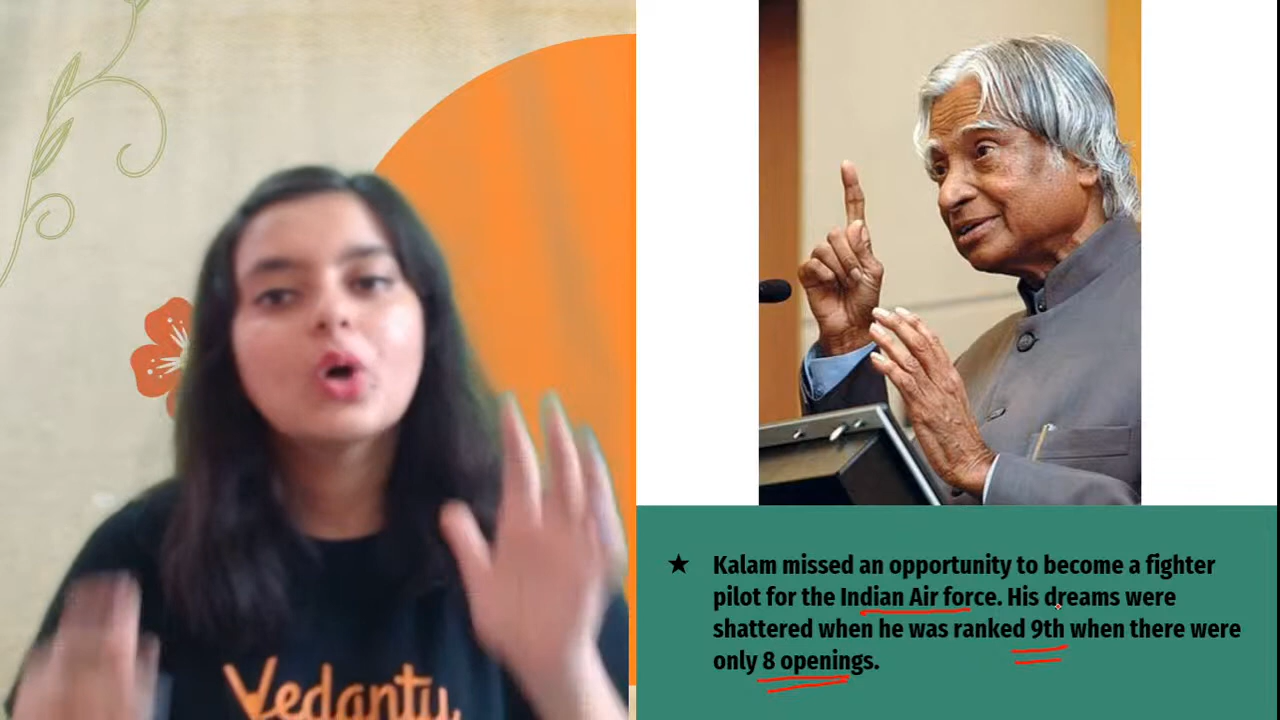 Vedantu
★ Kalam missed an opportunity to become a fighter
pilot for the Indian Air force. His dreams were
shattered when he was ranked 9th when there were
only 8 openings.